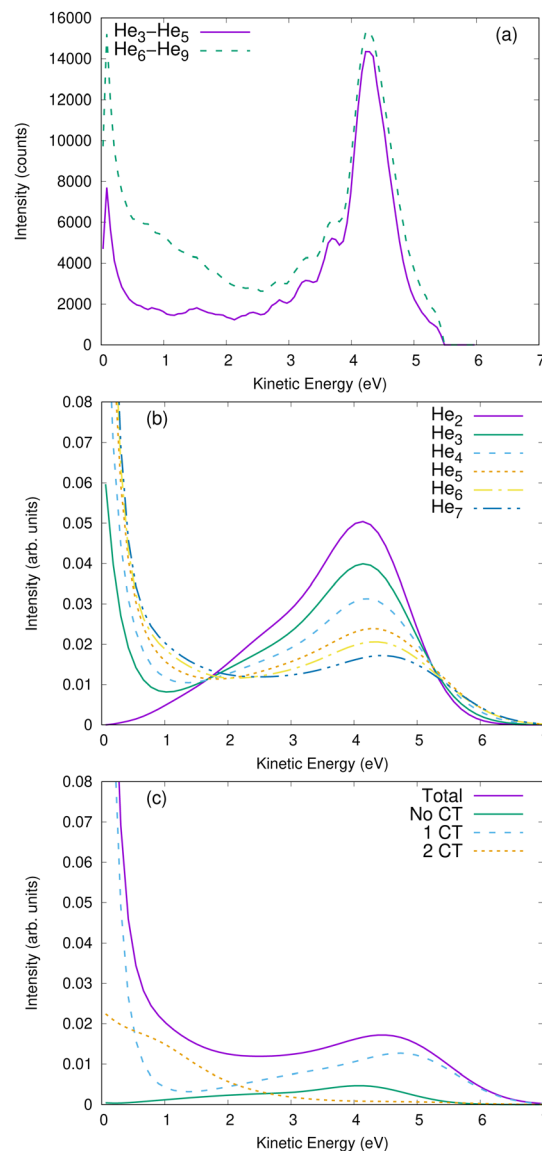 16000
14000
12000
10000
8000
6000
4000
2000
0
Intensity (counts)
He₃−He₅
He₆−He₉
(a)
0 1 2 3 4 5 6 7
Kinetic Energy (eV)
0.08
0.07
0.06
0.05
0.04
0.03
0.02
0.01
0
Intensity (arb. units)
(b)
He₂
He₃
He₄
He₅
He₆
He₇
0 1 2 3 4 5 6
Kinetic Energy (eV)
0.08
0.07
0.06
0.05
0.04
0.03
0.02
0.01
0
Intensity (arb. units)
(c)
Total
No CT
1 CT
2 CT
0 1 2 3 4 5 6 7
Kinetic Energy (eV)